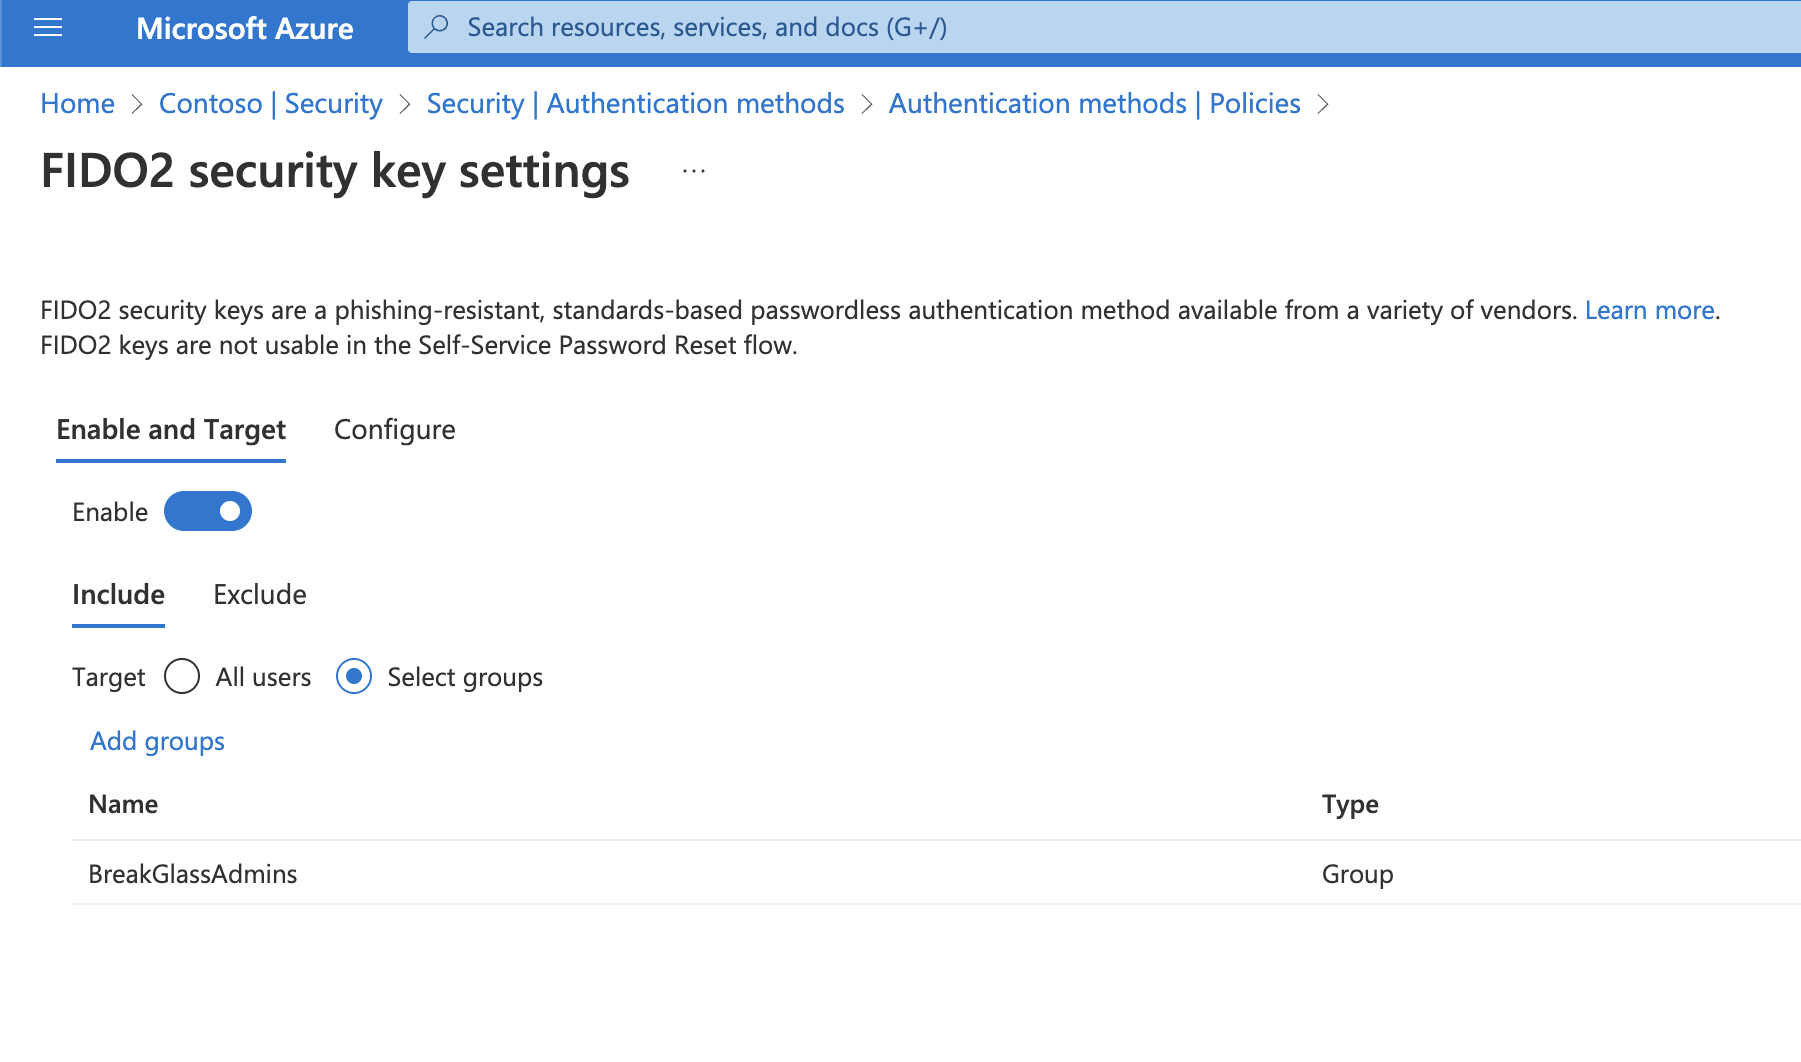 Microsoft Azure
Search resources, services, and docs (G+/)
Home > Contoso | Security > Security | Authentication methods > Authentication methods | Policies >
FIDO2 security key settings ...
FIDO2 security keys are a phishing-resistant, standards-based passwordless authentication method available from a variety of vendors. Learn more.
FIDO2 keys are not usable in the Self-Service Password Reset flow.
Enable and Target Configure
Enable
Include Exclude
Target All users Select groups
Add groups
Name Type
BreakGlassAdmins Group